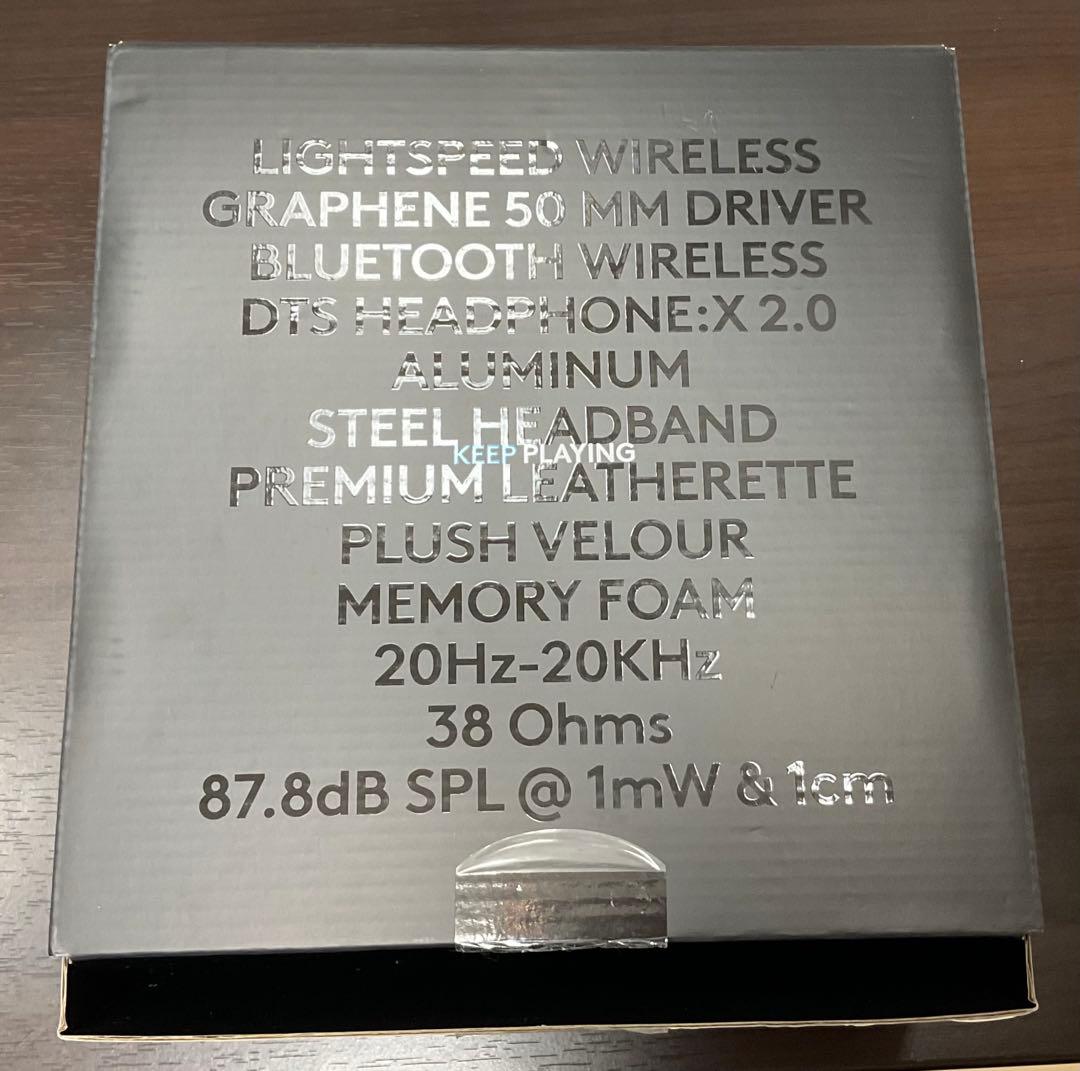 LIGHTSPEED WIRELESS
GRAPHENE 50 MM DRIVER
BLUETOOTH WIRELESS
DTS HEADPHONE:X 2.0
ALUMINUM
STEEL HEADBAND
KEEP PLAYING
PREMIUM LEATHERETTE
PLUSH VELOUR
MEMORY FOAM
20Hz-20KHz
38 Ohms
87.8dB SPL @ 1mW & 1cm